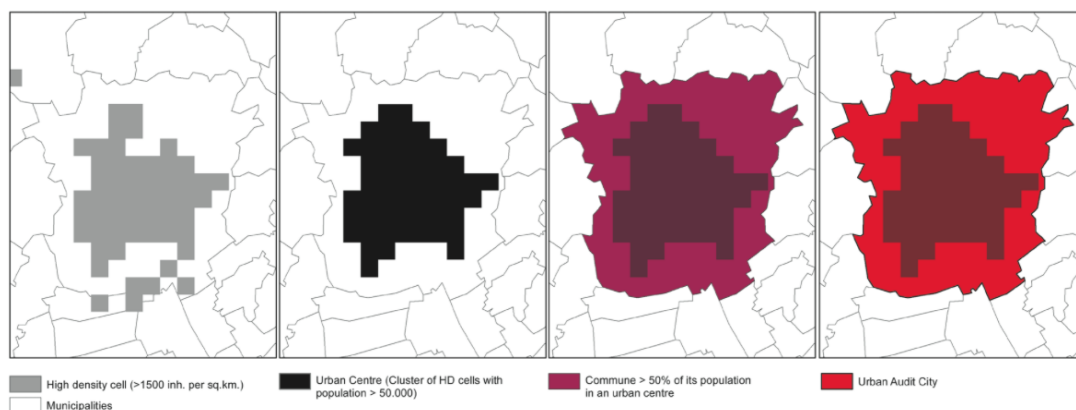 High density cell (>1500 inh. per sq.km.)
Municipalities
Urban Centre (Cluster of HD cells with
population > 50.000)
Commune > 50% of its population
in an urban centre
Urban Audit City